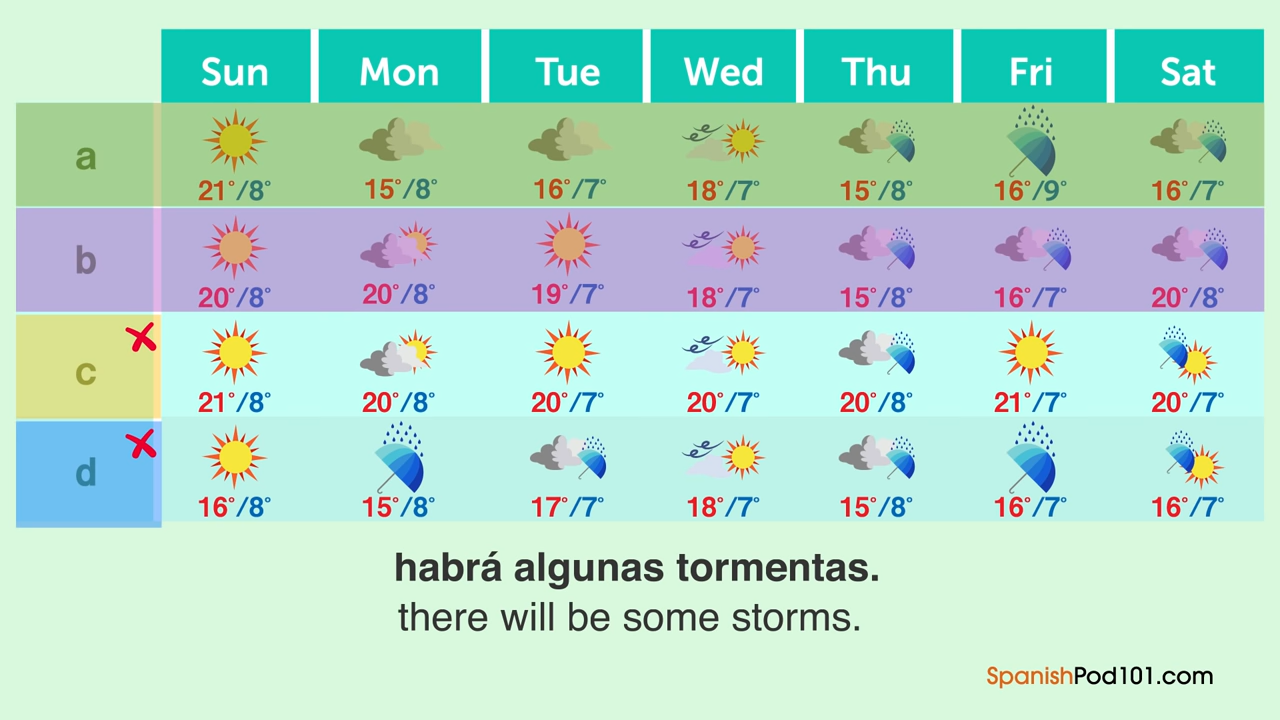 Sun Mon Tue Wed Thu Fri Sat
a
21°/8° 15°/8° 16°/7° 18°/7° 15°/8° 16°/9° 16°/7°
b
20°/8° 20°/8° 19°/7° 18°/7° 15°/8° 16°/7° 20°/8°
c
21°/8° 20°/8° 20°/7° 20°/7° 20°/8° 21°/7° 20°/7°
d
16°/8° 15°/8° 17°/7° 18°/7° 15°/8° 16°/7° 16°/7°
habrá algunas tormentas.
there will be some storms.
SpanishPod101.com